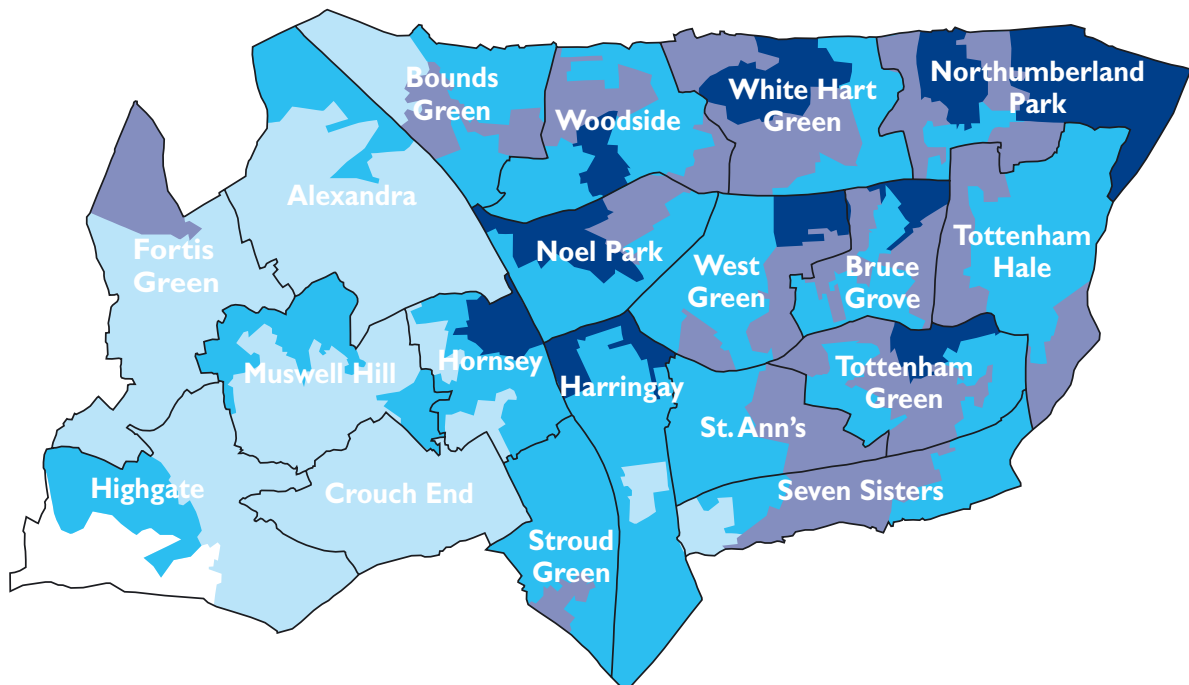 Bounds
Green
Woodside
White Hart
Green
Northumberland
Park
Alexandra
Fortis
Green
Noel Park
West
Green
Bruce
Grove
Tottenham
Hale
Muswell Hill
Hornsey
Harringay
Tottenham
Green
St. Ann's
Highgate
Crouch End
Seven Sisters
Stroud
Green